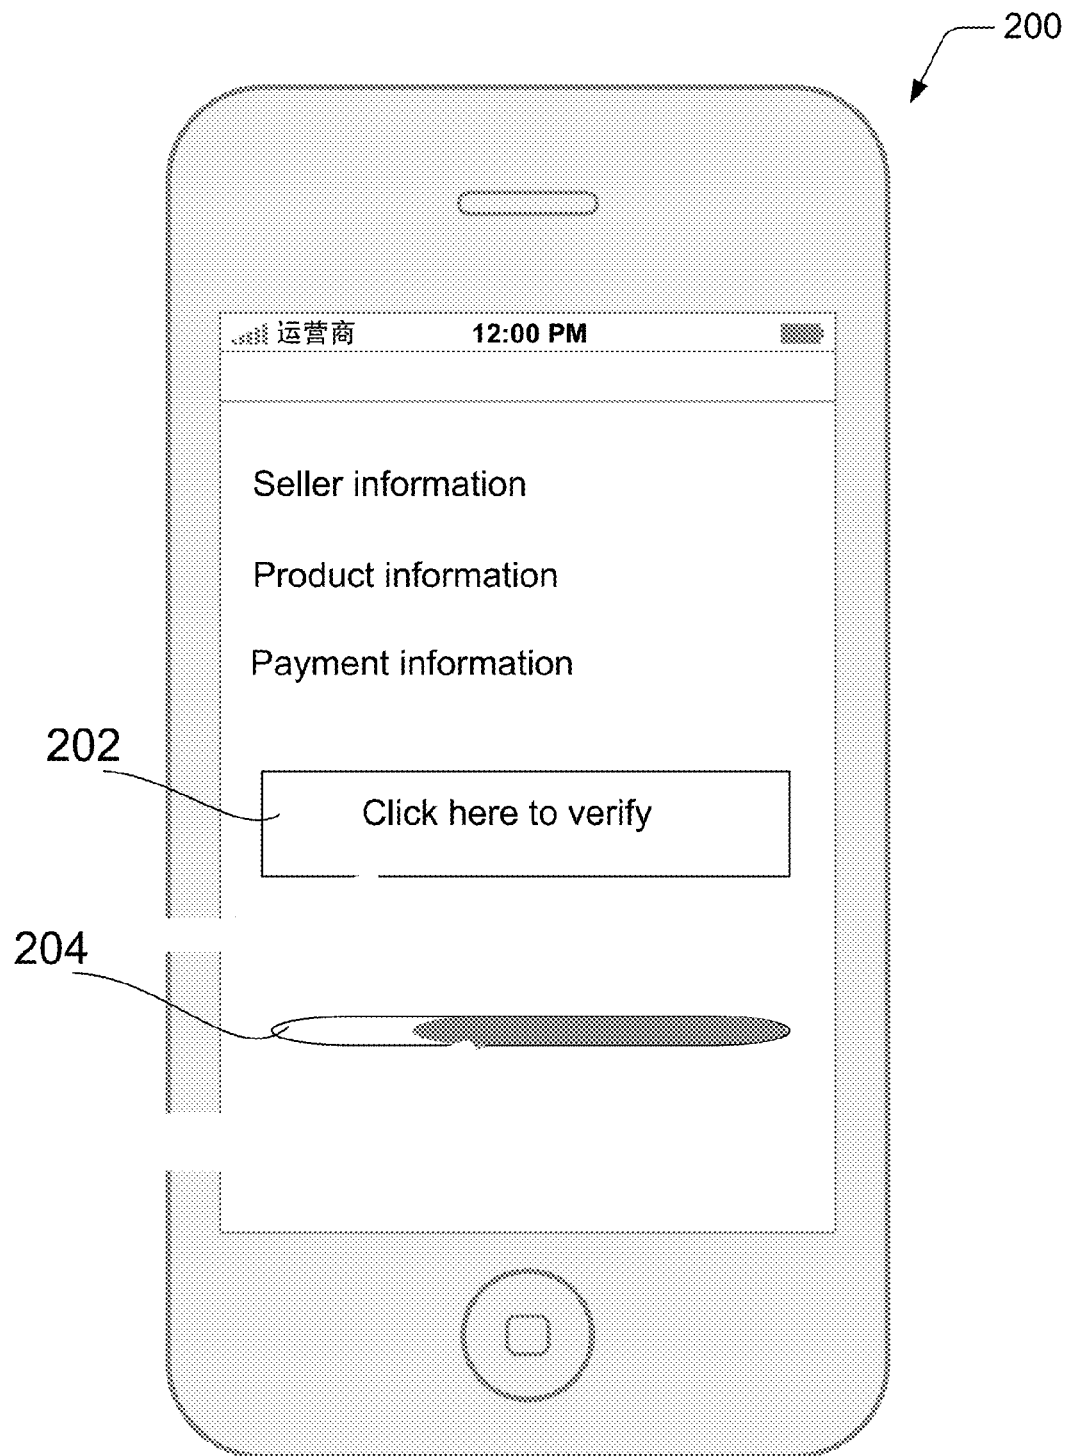 200
运营商 12:00 PM
Seller information
Product information
Payment information
202
Click here to verify
204